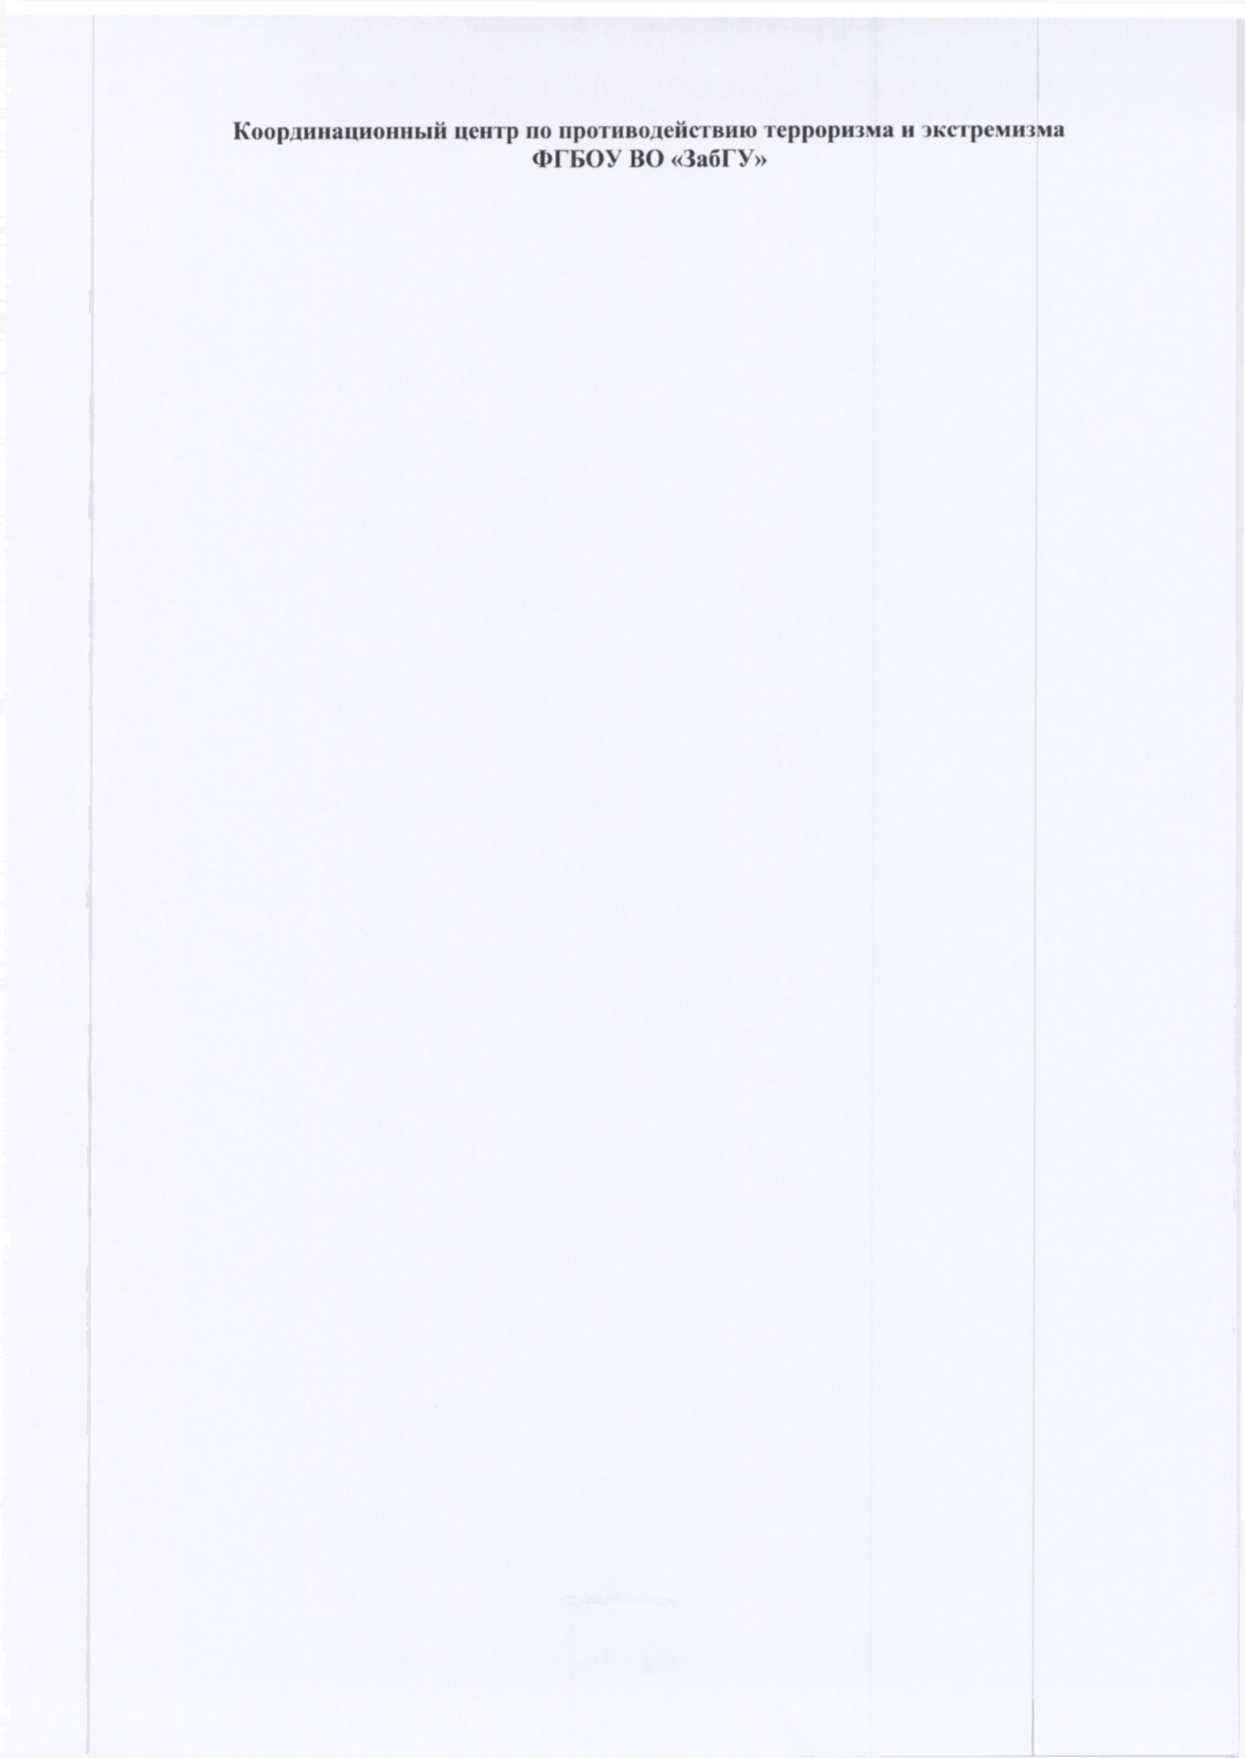 Координационный центр по противодействию терроризма и экстремизма
ФГБОУ ВО «ЗабГУ»